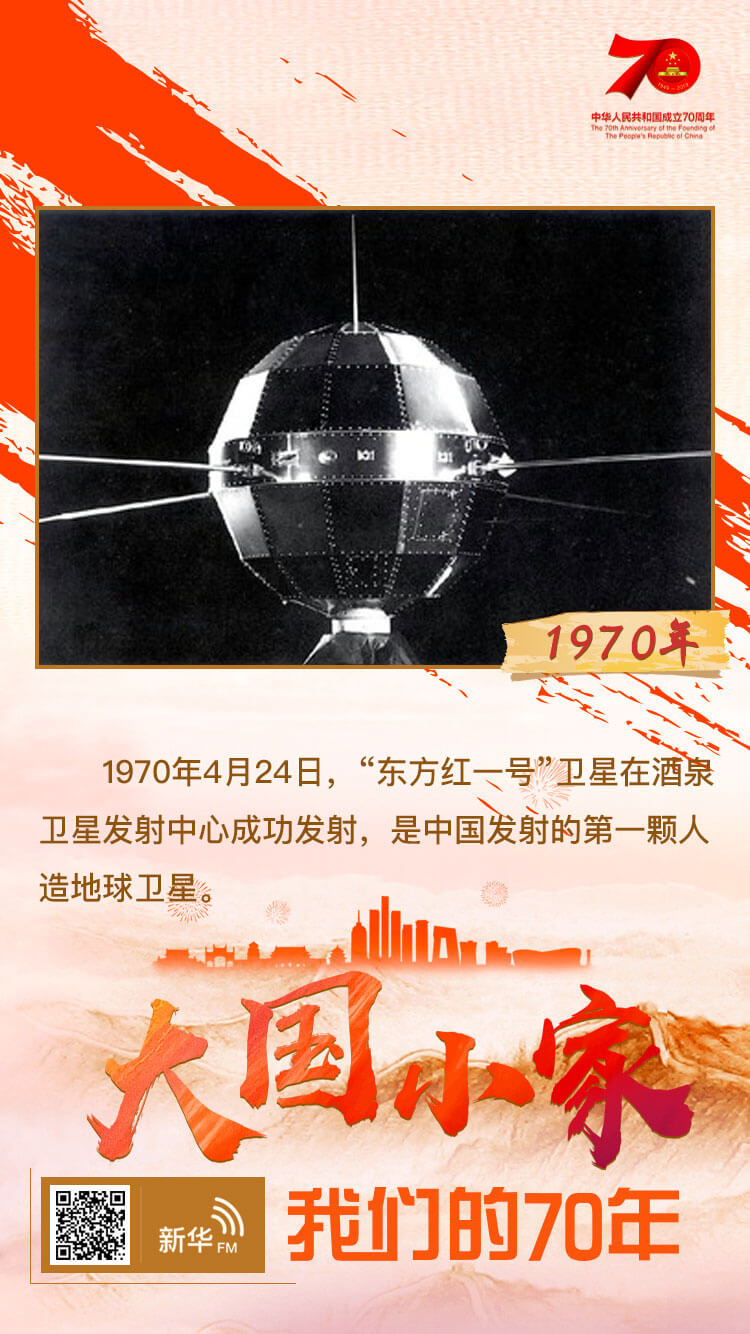 70
1949-2019
中华人民共和国成立70周年
The 70th Anniversary of the Founding of
The People's Republic of China
1970年
1970年4月24日，“东方红一号”卫星在酒泉
卫星发射中心成功发射，是中国发射的第一颗人
造地球卫星。
大国小家
我们的70年
新华FM